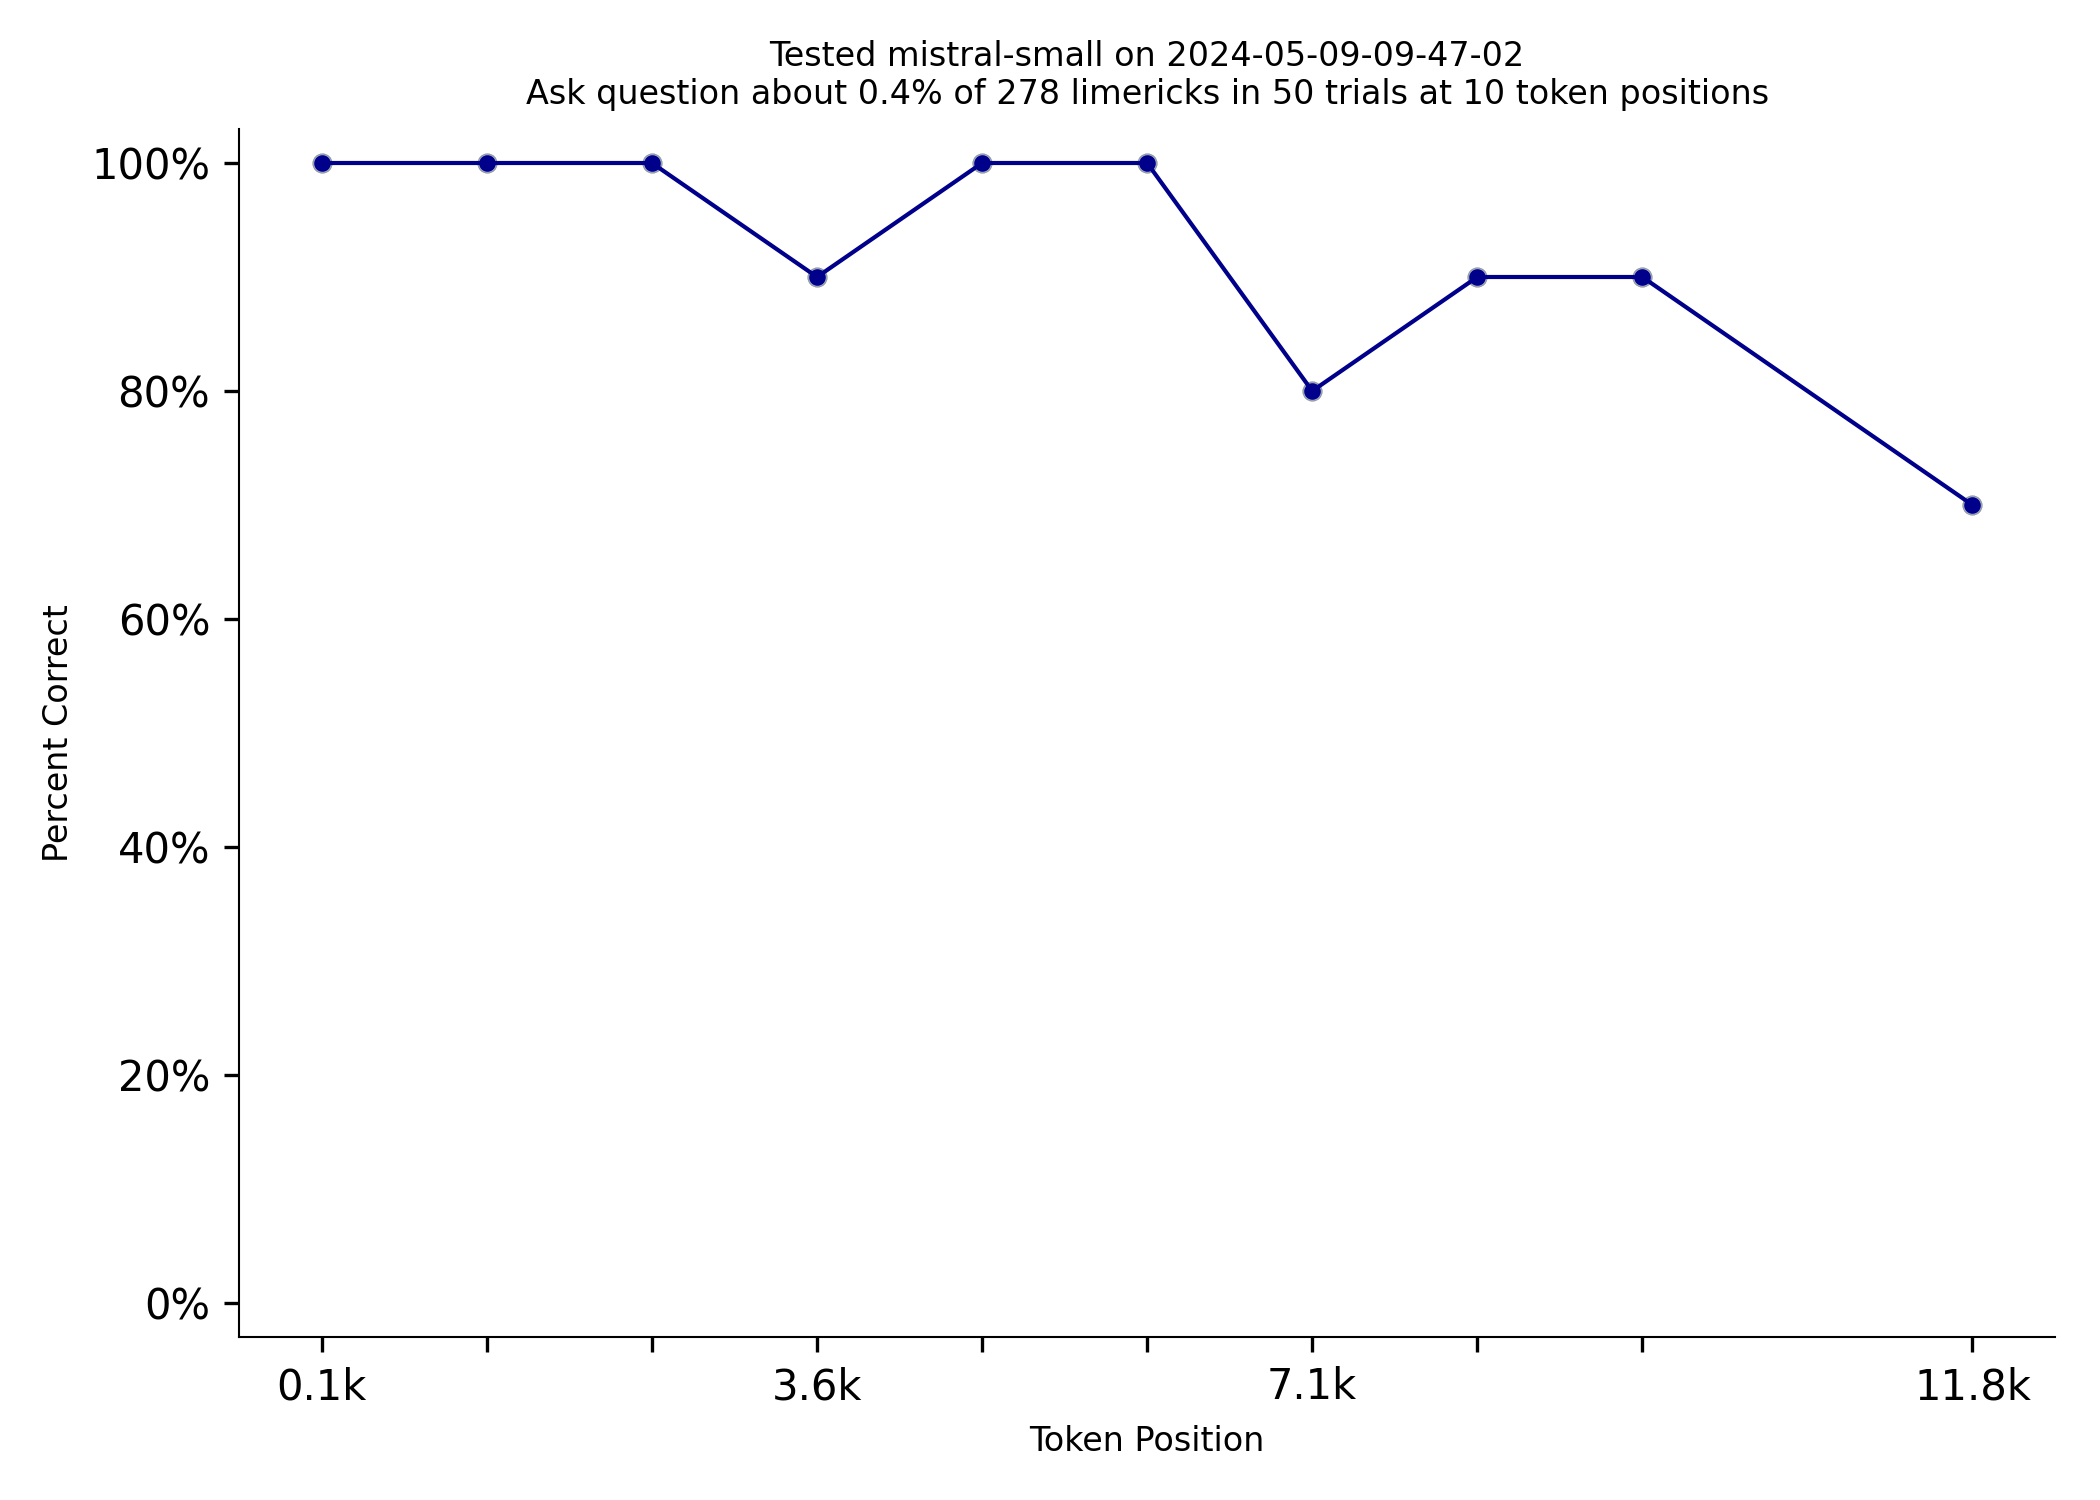 Tested mistral-small on 2024-05-09-09-47-02
Ask question about 0.4% of 278 limericks in 50 trials at 10 token positions
100%
80%
60%
40%
20%
0%
Percent Correct
0.1k 3.6k 7.1k 11.8k
Token Position